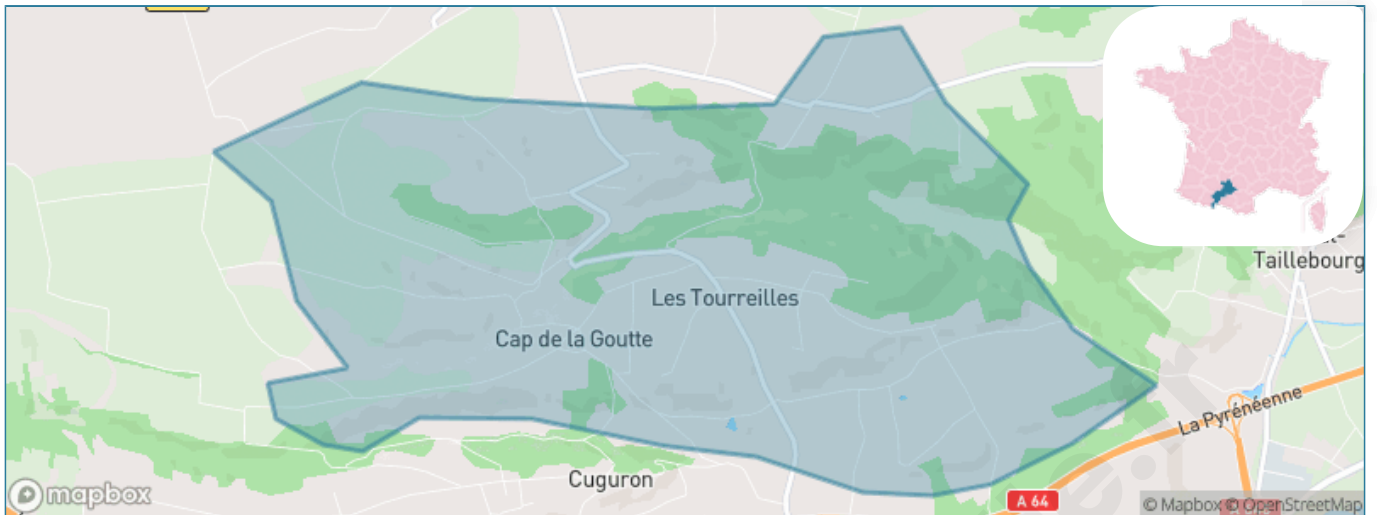 Taillebourg
Les Tourreilles
Cap de la Goutte
La Pyrénéenne
Cuguron
A 64
mapbox
© Mapbox © OpenStreetMap